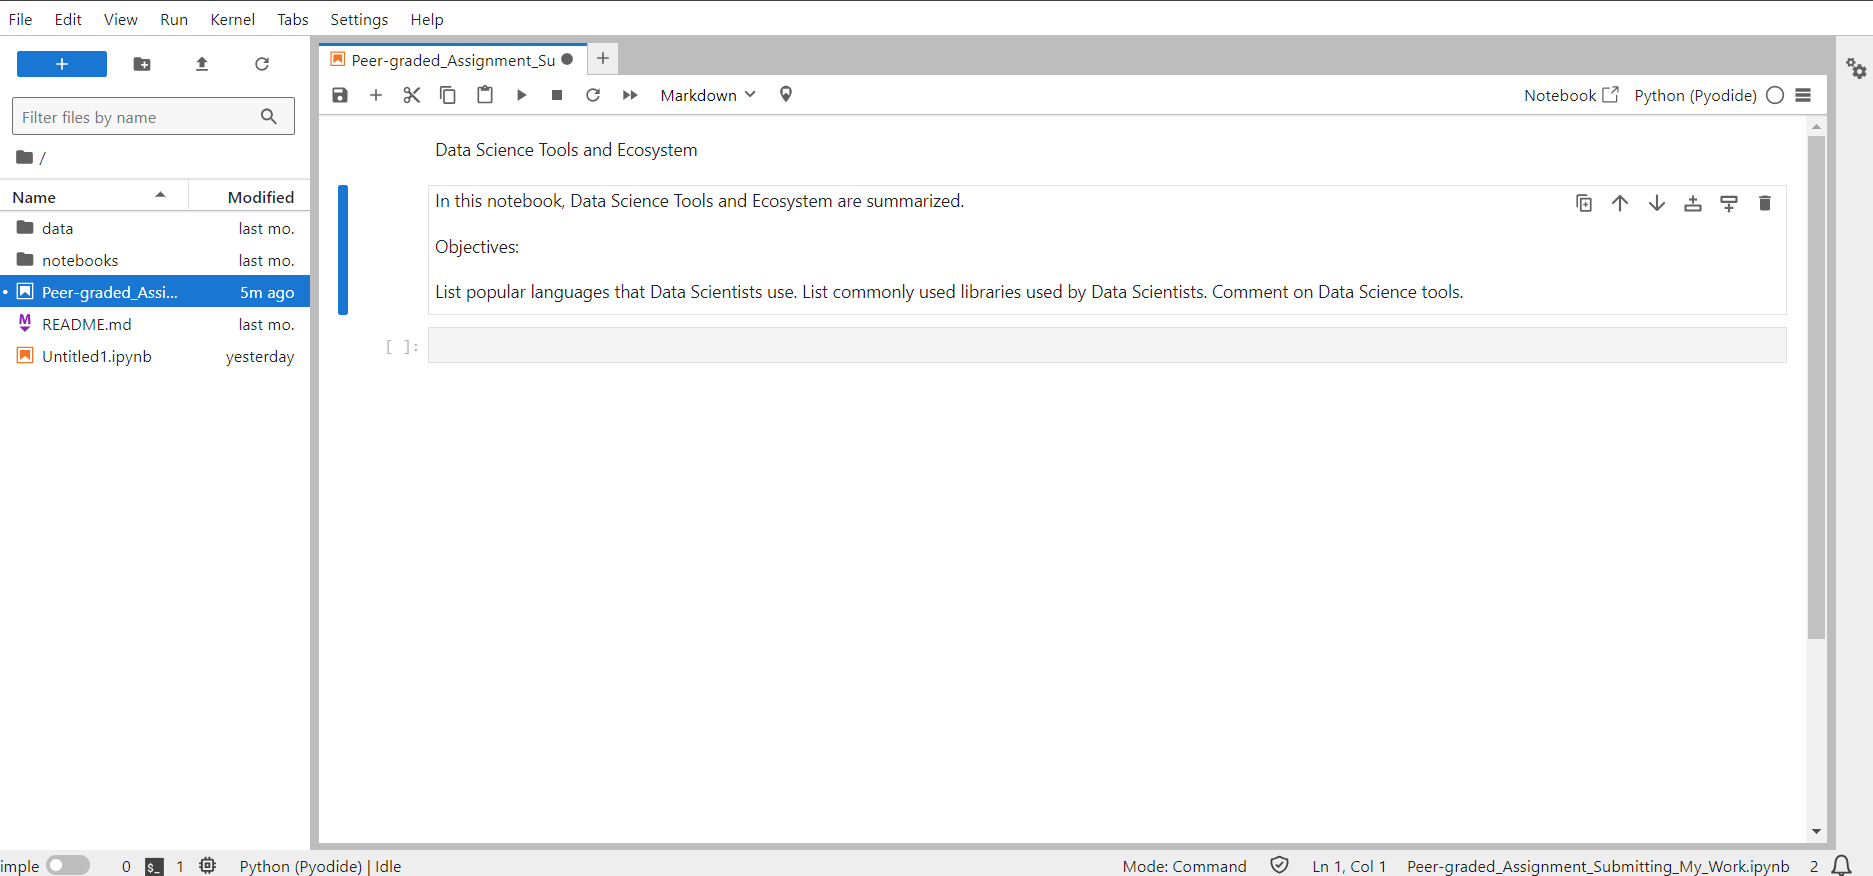 File Edit View Run Kernel Tabs Settings Help
Peer-graded_Assignment_Su
Markdown
Notebook
Python (Pyodide)
Filter files by name
/
Name Modified
data last mo.
notebooks last mo.
Peer-graded_Assi... 5m ago
README.md last mo.
Untitled1.ipynb yesterday
Data Science Tools and Ecosystem
In this notebook, Data Science Tools and Ecosystem are summarized.
Objectives:
List popular languages that Data Scientists use. List commonly used libraries used by Data Scientists. Comment on Data Science tools.
[ ]:
imple 0 $_ 1 Python (Pyodide) | Idle Mode: Command Ln 1, Col 1 Peer-graded_Assignment_Submitting_My_Work.ipynb 2